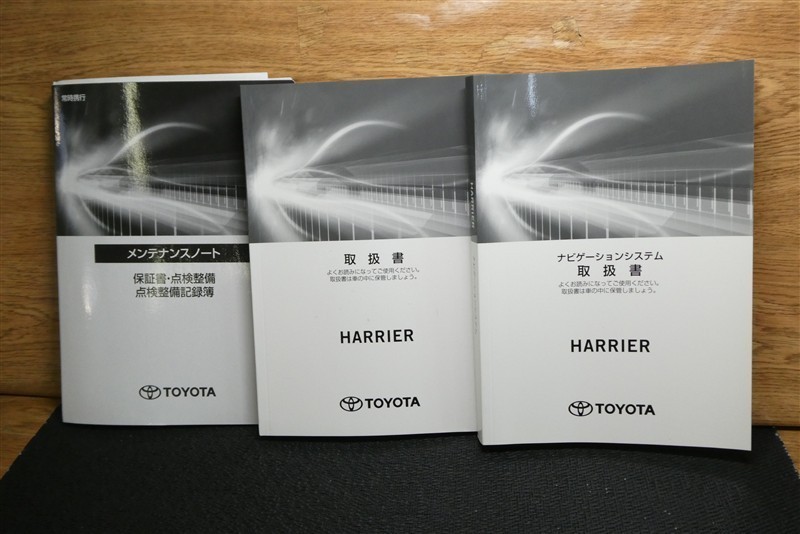 常時携行
メンテナンスノート
保証書・点検整備
点検整備記録簿
TOYOTA
取扱書
よくお読みになってご使用ください。
取扱書は車の中に保管しましょう。
HARRIER
TOYOTA
HARRIER
ナビゲーションシステム
取扱書
よくお読みになってご使用ください。
取扱書は車の中に保管しましょう。
HARRIER
TOYOTA